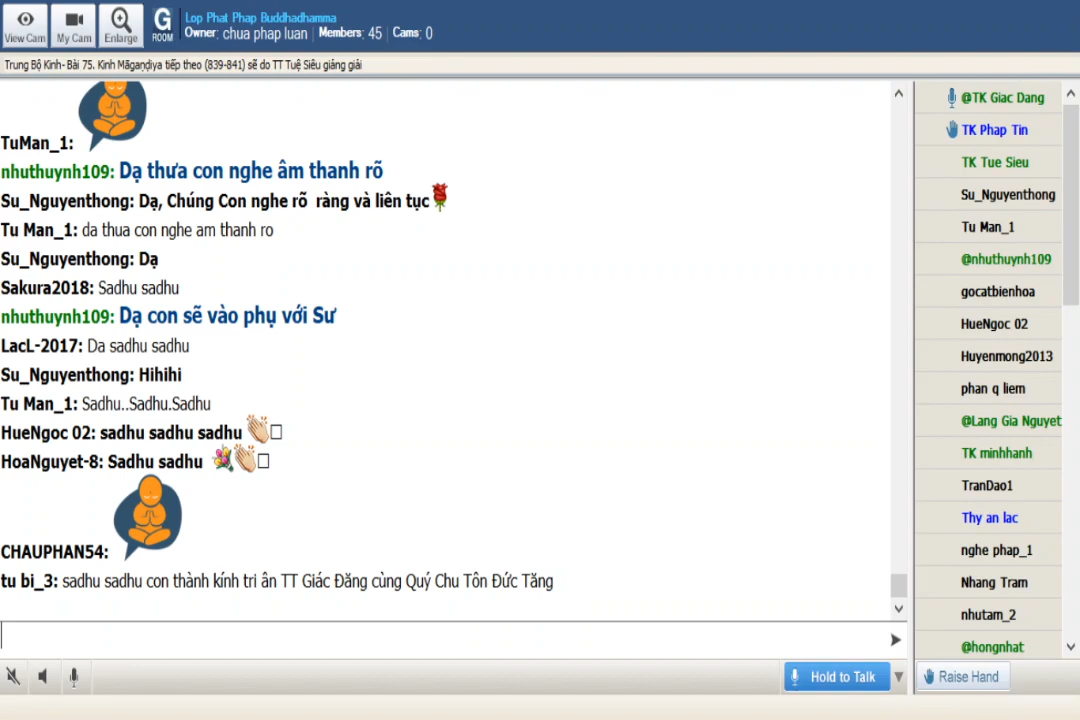 View Cam
My Cam
Enlarge
G ROOM
Lop Phat Phap Buddhadhamma
Owner: chua phap luan | Members: 45 | Cams: 0
Trung Bộ Kinh- Bài 75. Kinh Māgaṇḍiya tiếp theo (839-841) sẽ do TT Tuệ Siêu giảng giải
TuMan_1:
nhuthuynh109: Dạ thưa con nghe âm thanh rõ
Su_Nguyenthong: Dạ, Chúng Con nghe rõ ràng và liên tục
Tu Man_1: da thua con nghe am thanh ro
Su_Nguyenthong: Dạ
Sakura2018: Sadhu sadhu
nhuthuynh109: Dạ con sẽ vào phụ với Sư
LacL-2017: Da sadhu sadhu
Su_Nguyenthong: Hihihi
Tu Man_1: Sadhu..Sadhu.Sadhu
HueNgoc 02: sadhu sadhu sadhu
HoaNguyet-8: Sadhu sadhu
CHAUPHAN54:
tu bi_3: sadhu sadhu con thành kính tri ân TT Giác Đăng cùng Quý Chu Tôn Đức Tăng
@TK Giac Dang
TK Phap Tin
TK Tue Sieu
Su_Nguyenthong
Tu Man_1
@nhuthuynh109
gocatbienhoa
HueNgoc 02
Huyenmong2013
phan q liem
@Lang Gia Nguyet
TK minhhanh
TranDao1
Thy an lac
nghe phap_1
Nhang Tram
nhutam_2
@hongnhat
Hold to Talk
Raise Hand